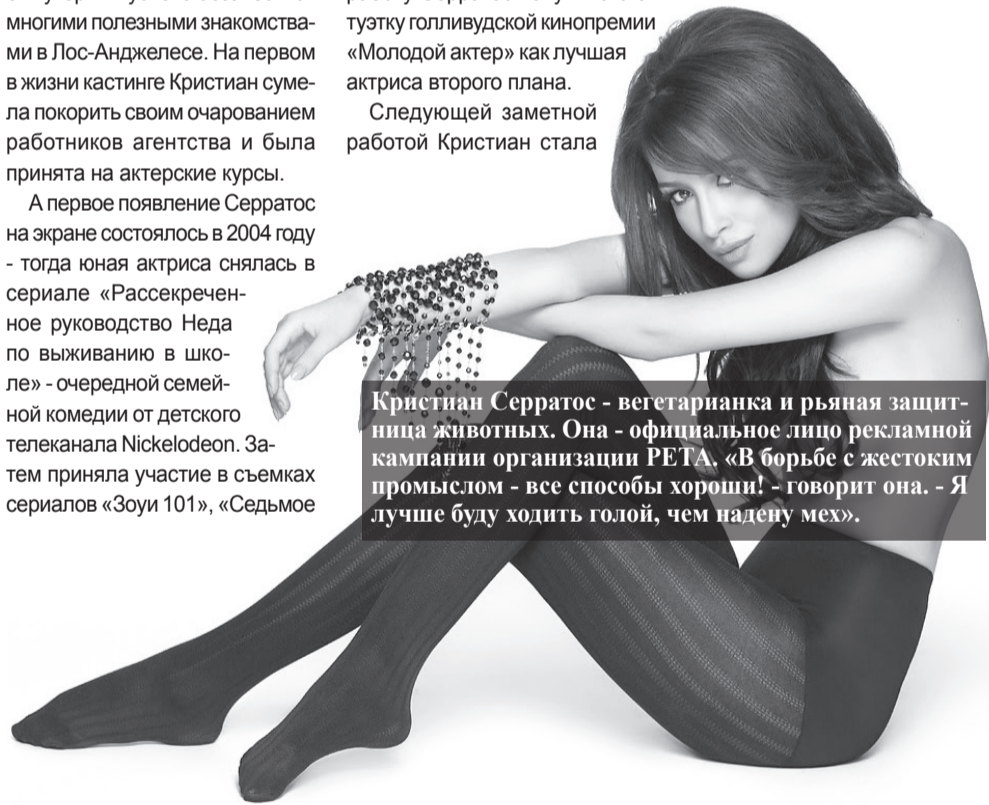 многими полезными знакомства-
ми в Лос-Анджелесе. На первом
в жизни кастинге Кристиан суме-
ла покорить своим очарованием
работников агентства и была
принята на актерские курсы.
А первое появление Серратос
на экране состоялось в 2004 году
- тогда юная актриса снялась в
сериале «Рассекречен-
ное руководство Неда
по выживанию в шко-
ле» - очередной семей-
ной комедии от детского
телеканала Nickelodeon. За-
тем приняла участие в съемках
сериалов «Зоуи 101», «Седьмое
туэтку голливудской кинопремии
«Молодой актер» как лучшая
актриса второго плана.
Следующей заметной
работой Кристиан стала
Кристиан Серратос - вегетарианка и рьяная защит-
ница животных. Она - официальное лицо рекламной
кампании организации PETA. «В борьбе с жестоким
промыслом - все способы хороши! - говорит она. - Я
лучше буду ходить голой, чем надену мех».